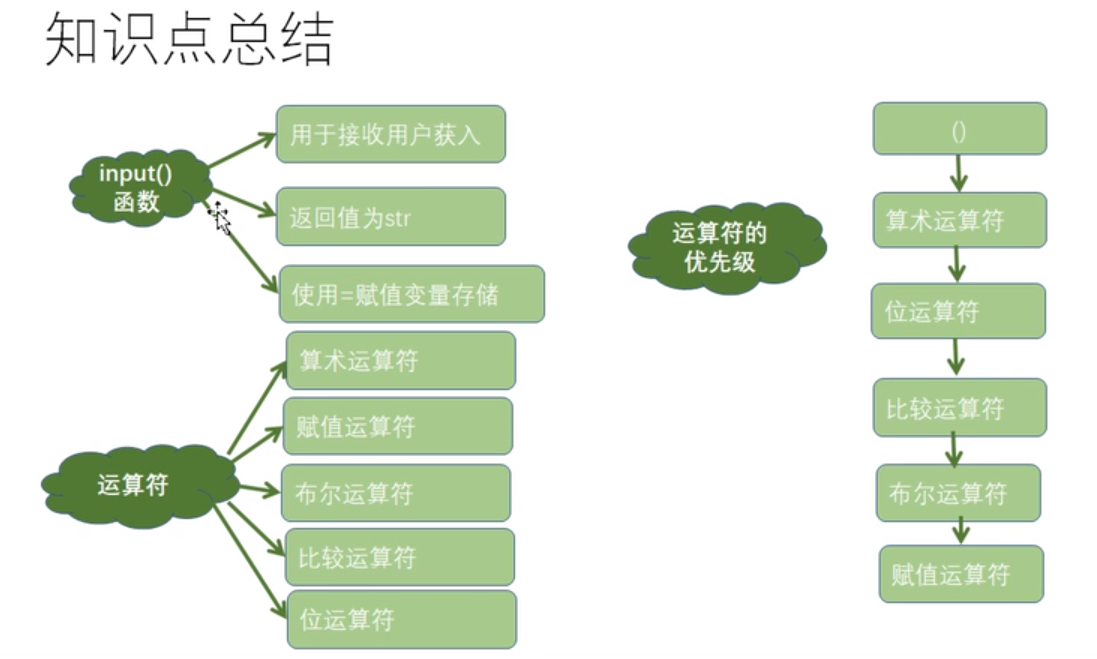 知识点总结
input()
函数
用于接收用户获入
返回值为str
使用=赋值变量存储
运算符
算术运算符
赋值运算符
布尔运算符
比较运算符
位运算符
运算符的
优先级
()
算术运算符
位运算符
比较运算符
布尔运算符
赋值运算符